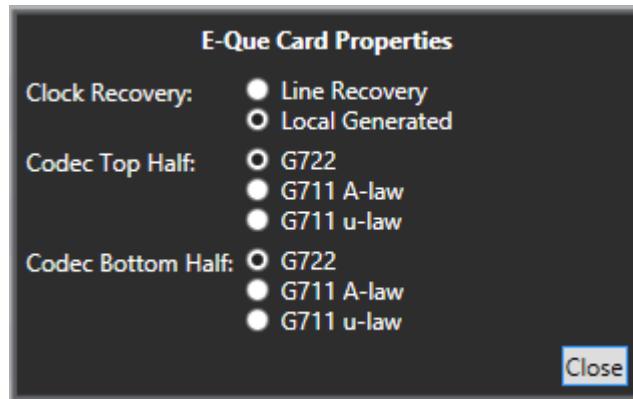 E-Que Card Properties
Clock Recovery: Line Recovery
Local Generated
Codec Top Half: G722
G711 A-law
G711 u-law
Codec Bottom Half: G722
G711 A-law
G711 u-law
Close